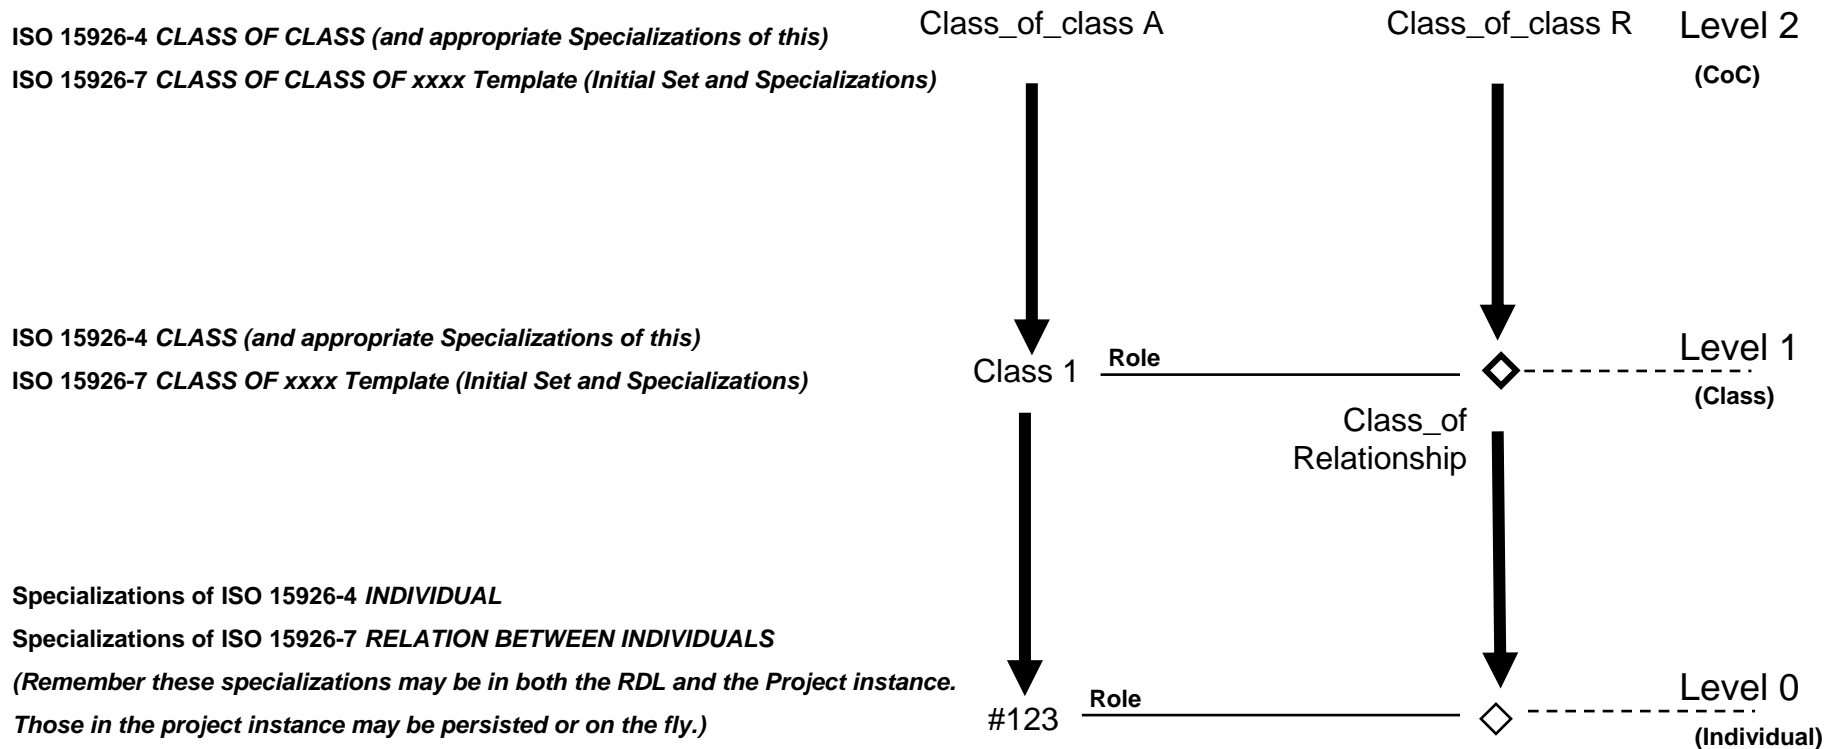 ISO 15926-4 CLASS OF CLASS (and appropriate Specializations of this)
ISO 15926-7 CLASS OF CLASS OF xxxx Template (Initial Set and Specializations)
Class_of_class A
Class_of_class R
Level 2
(CoC)
ISO 15926-4 CLASS (and appropriate Specializations of this)
ISO 15926-7 CLASS OF xxxx Template (Initial Set and Specializations)
Class 1
Role
Class_of
Relationship
Level 1
(Class)
Specializations of ISO 15926-4 INDIVIDUAL
Specializations of ISO 15926-7 RELATION BETWEEN INDIVIDUALS
(Remember these specializations may be in both the RDL and the Project instance.
Those in the project instance may be persisted or on the fly.)
#123
Role
Level 0
(Individual)